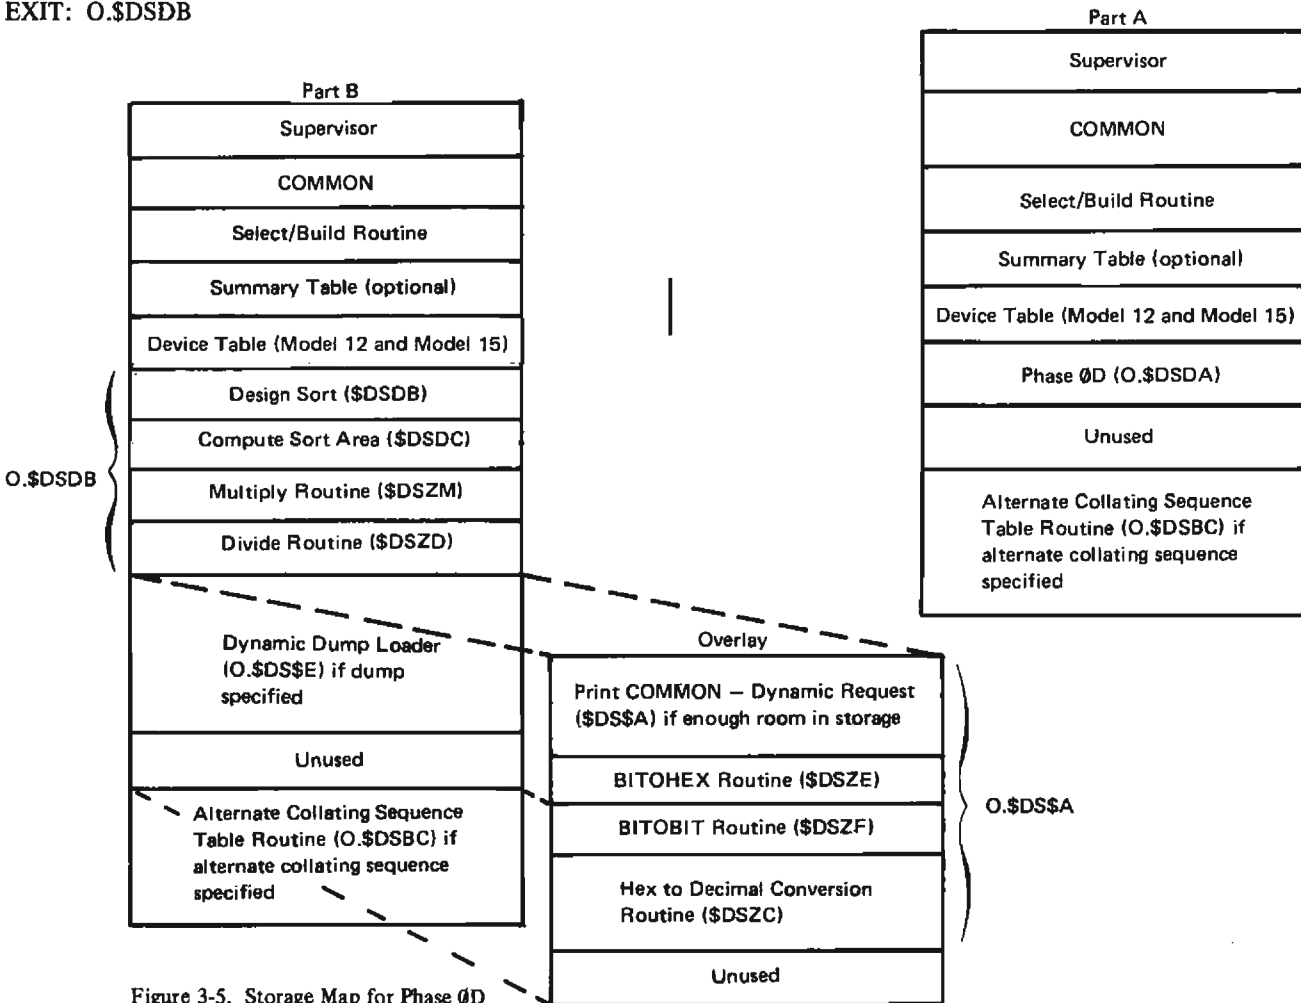 EXIT: O.$DSDB
Part A
Supervisor
COMMON
Select/Build Routine
Summary Table (optional)
Device Table (Model 12 and Model 15)
Phase ØD (O.$DSDA)
Unused
Alternate Collating Sequence
Table Routine (O.$DSBC) if
alternate collating sequence
specified
Part B
Supervisor
COMMON
Select/Build Routine
Summary Table (optional)
Device Table (Model 12 and Model 15)
Design Sort ($DSDB)
Compute Sort Area ($DSDC)
O.$DSDB
Multiply Routine ($DSZM)
Divide Routine ($DSZD)
Dynamic Dump Loader
(O.$DS$E) if dump
specified
Unused
Alternate Collating Sequence
Table Routine (O.$DSBC) if
alternate collating sequence
specified
Overlay
Print COMMON — Dynamic Request
($DS$A) if enough room in storage
BITOHEX Routine ($DSZE)
O.$DS$A
BITOBIT Routine ($DSZF)
Hex to Decimal Conversion
Routine ($DSZC)
Unused
Figure 3-5. Storage Map for Phase ØD